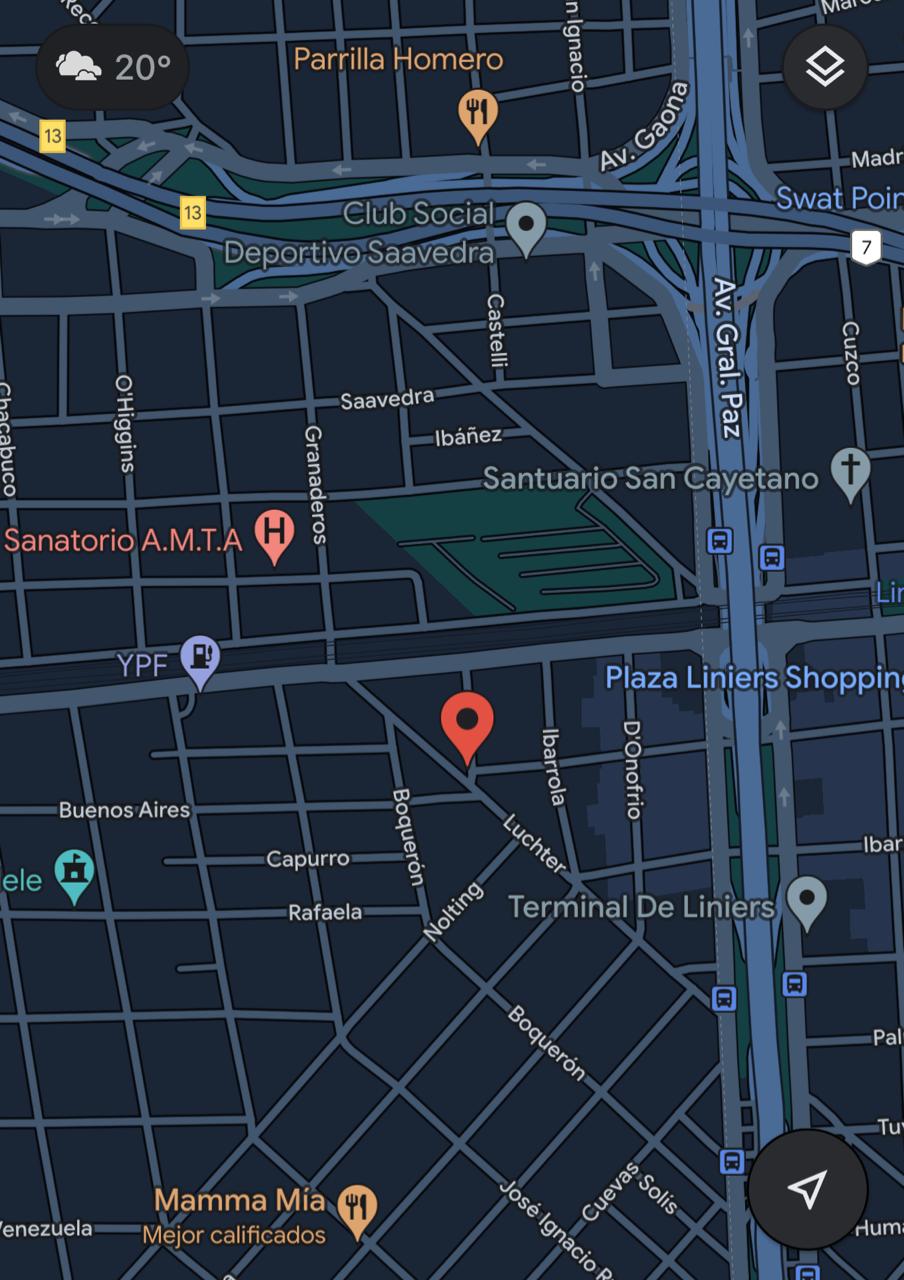 20°
Parrilla Homero
Av. Gaona
13
Madr
13
Club Social
Deportivo Saavedra
Swat Poin
7
Castelli
Av. Gral. Paz
Cuzco
Chacabuco
O'Higgins
Saavedra
Granaderos
Ibáñez
Santuario San Cayetano
Sanatorio A.M.T.A
H
Lin
YPF
Plaza Liniers Shopping
Ibarrola
D'Onofrio
Buenos Aires
Boquerón
Luchter
Capurro
Ibar
ele
Rafaela
Nolting
Terminal De Liniers
Boquerón
Pal
Tuy
Mamma Mía
Mejor calificados
José Ignacio R
Cuevas
Solís
Venezuela
Huma